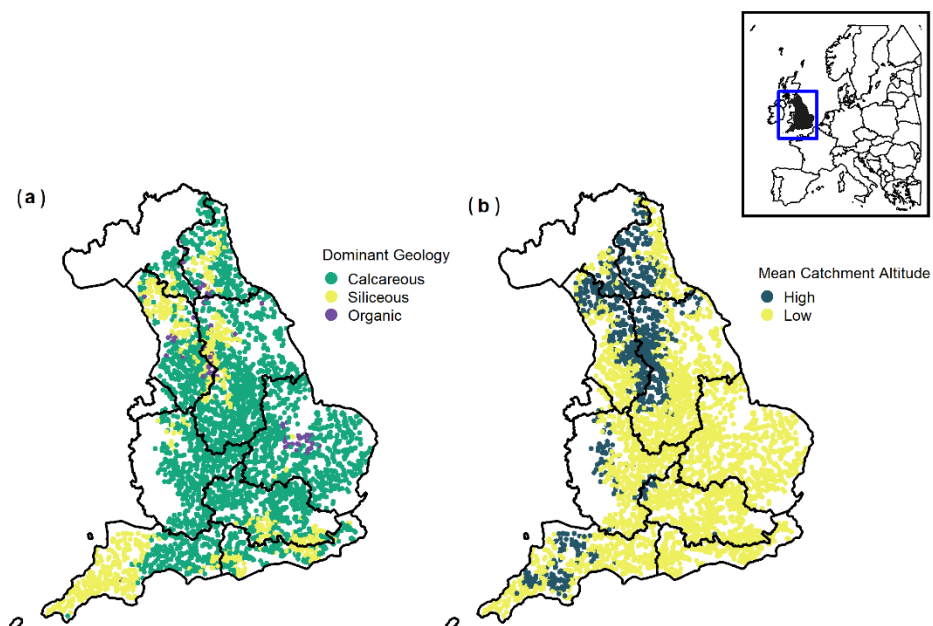 (a)
Dominant Geology
Calcareous
Siliceous
Organic
(b)
Mean Catchment Altitude
High
Low